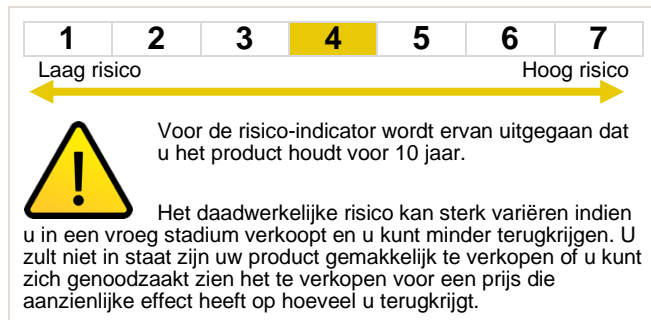 1 2 3 4 5 6 7
Laag risico Hoog risico
Voor de risico-indicator wordt ervan uitgegaan dat
u het product houdt voor 10 jaar.
Het daadwerkelijke risico kan sterk variëren indien
u in een vroeg stadium verkoopt en u kunt minder terugkrijgen. U
zult niet in staat zijn uw product gemakkelijk te verkopen of u kunt
zich genoodzaakt zien het te verkopen voor een prijs die
aanzienlijke effect heeft op hoeveel u terugkrijgt.